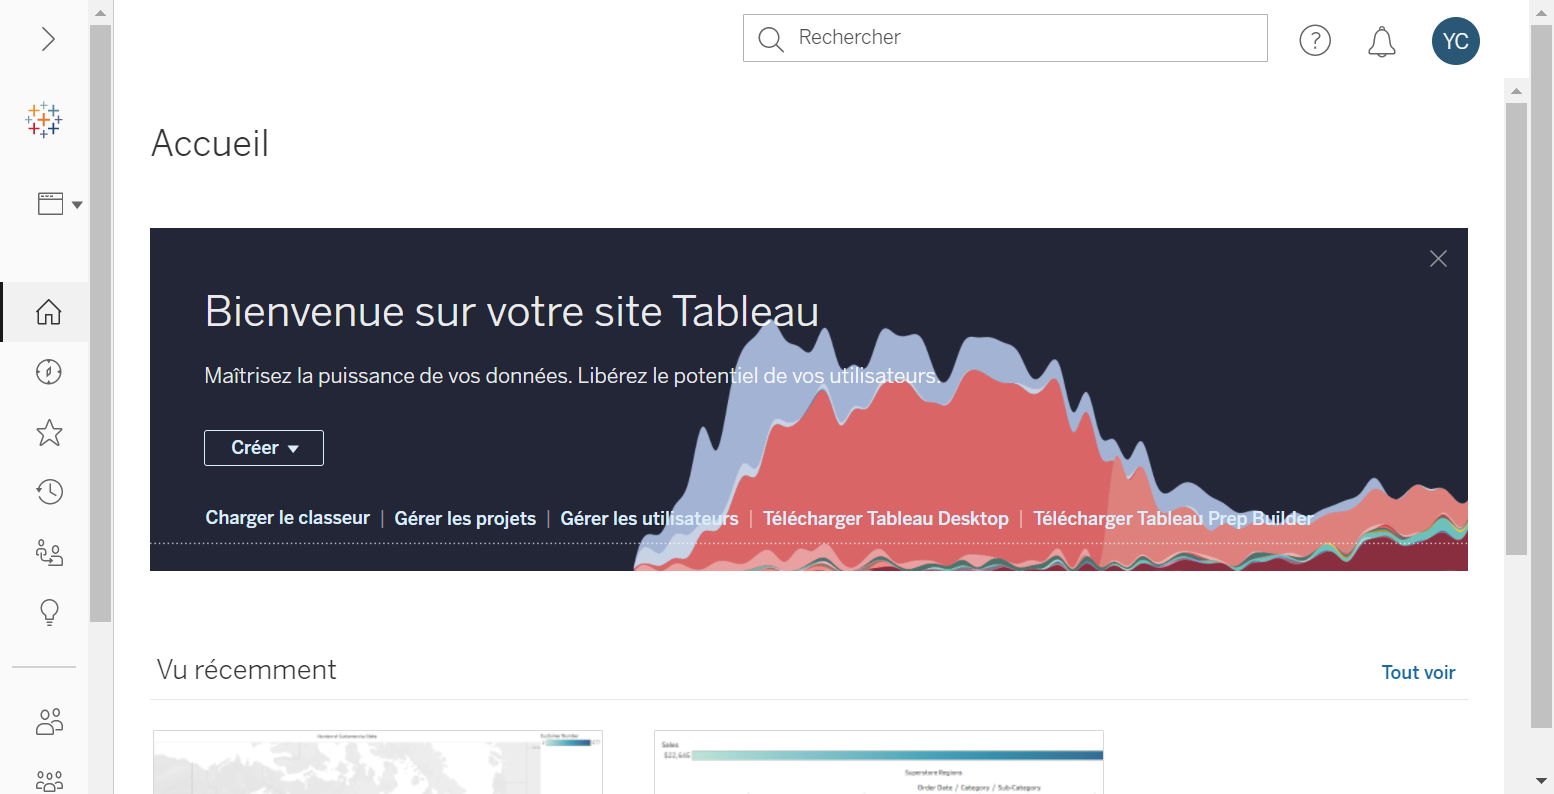 Rechercher
YC
Accueil
Bienvenue sur votre site Tableau
Maîtrisez la puissance de vos données. Libérez le potentiel de vos utilisateurs.
Créer
Charger le classeur | Gérer les projets | Gérer les utilisateurs | Télécharger Tableau Desktop | Télécharger Tableau Prep Builder
Vu récemment
Tout voir
Sales
$22,645
Superstore Regions
Order Date / Category / Sub-Category